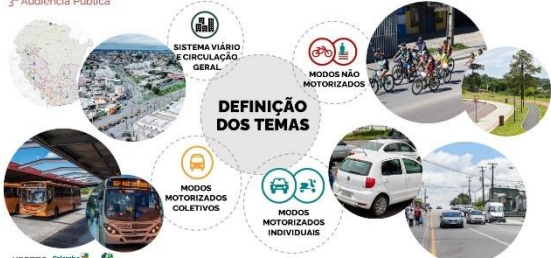 3ª Audiência Pública
SISTEMA VIÁRIO
E CIRCULAÇÃO
GERAL
MODOS NÃO
MOTORIZADOS
DEFINIÇÃO
DOS TEMAS
MODOS
MOTORIZADOS
COLETIVOS
MODOS
MOTORIZADOS
INDIVIDUAIS
Colombo